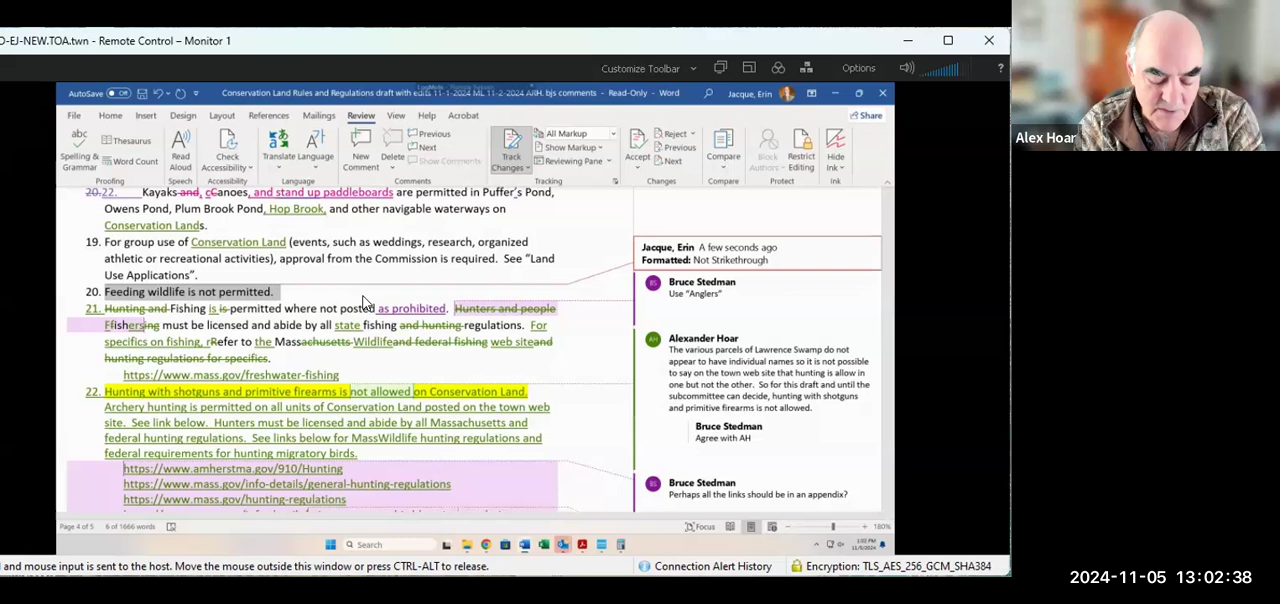 O-EJ-NEW.TOA.twn - Remote Control – Monitor 1
Customize Toolbar
Options
?
AutoSave
Off
Conservation Land Rules and Regulations draft with edits 11-1-2024 ML 11-2-2024 AHH. bjs comments - Read-Only - Word
Jacque, Erin
File Home Insert Design Layout References Mailings Review View Help Acrobat
Share
Spelling & Grammar
Thesaurus
Word Count
Proofing
Read Aloud
Speech
Check Accessibility
Accessibility
Translate
Language
Language
New Comment
Delete
Previous
Next
Show Comments
Comments
Track Changes
All Markup
Show Markup
Reviewing Pane
Tracking
Accept
Reject
Previous
Next
Changes
Compare
Compare
Block Authors
Restrict Editing
Protect
Hide Ink
Ink
20.22. Kayaks and, cCanoes, and stand up paddleboards are permitted in Puffer's Pond,
Owens Pond, Plum Brook Pond, Hop Brook, and other navigable waterways on
Conservation Lands.
19. For group use of Conservation Land (events, such as weddings, research, organized
athletic or recreational activities), approval from the Commission is required. See "Land
Use Applications".
20. Feeding wildlife is not permitted.
21. Hunting and Fishing is is permitted where not posted as prohibited. Hunters and people
Ffishersing must be licensed and abide by all state fishing and hunting regulations. For
specifics on fishing, rRefer to the Massachusetts Wildlifeand federal fishing web siteand
hunting regulations for specifics.
https://www.mass.gov/freshwater-fishing
22. Hunting with shotguns and primitive firearms is not allowed on Conservation Land.
Archery hunting is permitted on all units of Conservation Land posted on the town web
site. See link below. Hunters must be licensed and abide by all Massachusetts and
federal hunting regulations. See links below for MassWildlife hunting regulations and
federal requirements for hunting migratory birds.
https://www.amherstma.gov/910/Hunting
https://www.mass.gov/info-details/general-hunting-regulations
https://www.mass.gov/hunting-regulations
Jacque, Erin A few seconds ago
Formatted: Not Strikethrough
BS
Bruce Stedman
Use "Anglers"
AH
Alexander Hoar
The various parcels of Lawrence Swamp do not
appear to have individual names so it is not possible
to say on the town web site that hunting is allow in
one but not the other. So for this draft and until the
subcommittee can decide, hunting with shotguns
and primitive firearms is not allowed.
Bruce Stedman
Agree with AH
BS
Bruce Stedman
Perhaps all the links should be in an appendix?
Page 4 of 5 6 of 1666 words
Focus
180%
Search
1:02 PM
11/5/2024
and mouse input is sent to the host. Move the mouse outside this window or press CTRL-ALT to release.
Connection Alert History
Encryption: TLS_AES_256_GCM_SHA384
Alex Hoar
2024-11-05 13:02:38